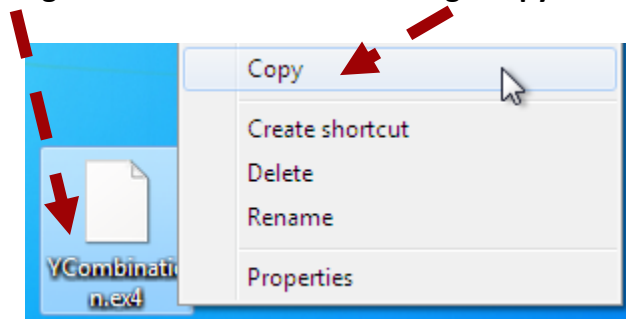 Copy
Create shortcut
Delete
Rename
Properties
YCombinatio
n.ex4